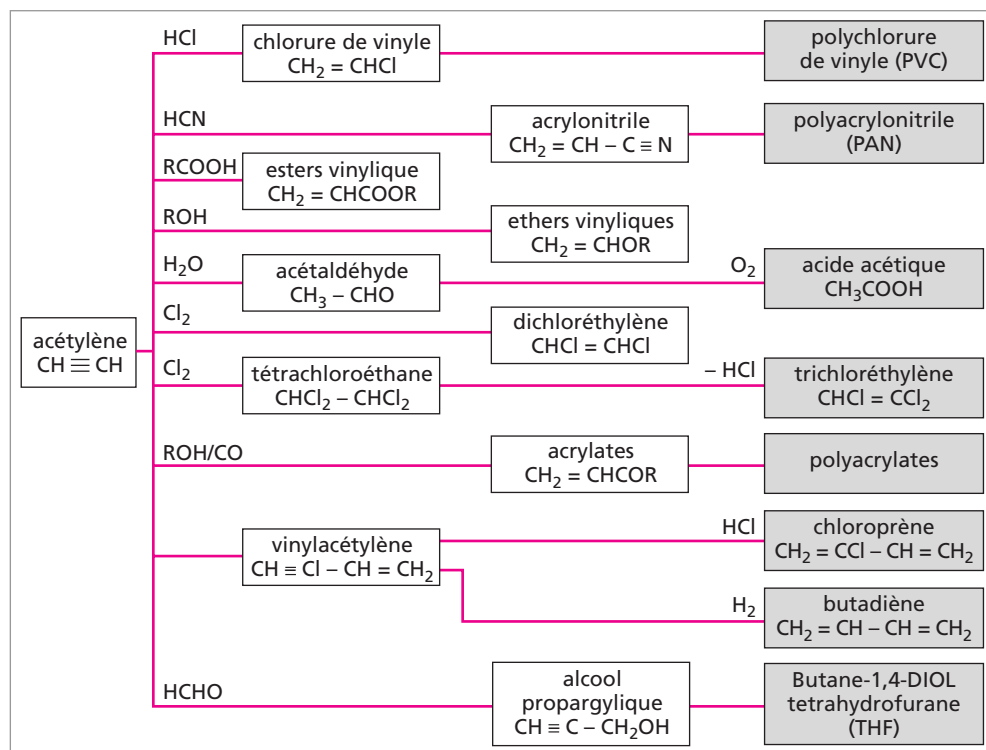 HCl
chlorure de vinyle
CH₂ = CHCl
polychlorure
de vinyle (PVC)
HCN
acrylonitrile
CH₂ = CH – C ≡ N
polyacrylonitrile
(PAN)
RCOOH
esters vinylique
CH₂ = CHCOOR
ROH
ethers vinyliques
CH₂ = CHOR
H₂O
acétaldéhyde
CH₃ – CHO
O₂
acide acétique
CH₃COOH
Cl₂
dichloréthylène
CHCl = CHCl
acétylène
CH ≡ CH
Cl₂
tétrachloroéthane
CHCl₂ – CHCl₂
– HCl
trichloréthylène
CHCl = CCl₂
ROH/CO
acrylates
CH₂ = CHCOR
polyacrylates
vinylacétylène
CH ≡ Cl – CH = CH₂
HCl
chloroprène
CH₂ = CCl – CH = CH₂
H₂
butadiène
CH₂ = CH – CH = CH₂
HCHO
alcool
propargylique
CH ≡ C – CH₂OH
Butane-1,4-DIOL
tetrahydrofurane
(THF)